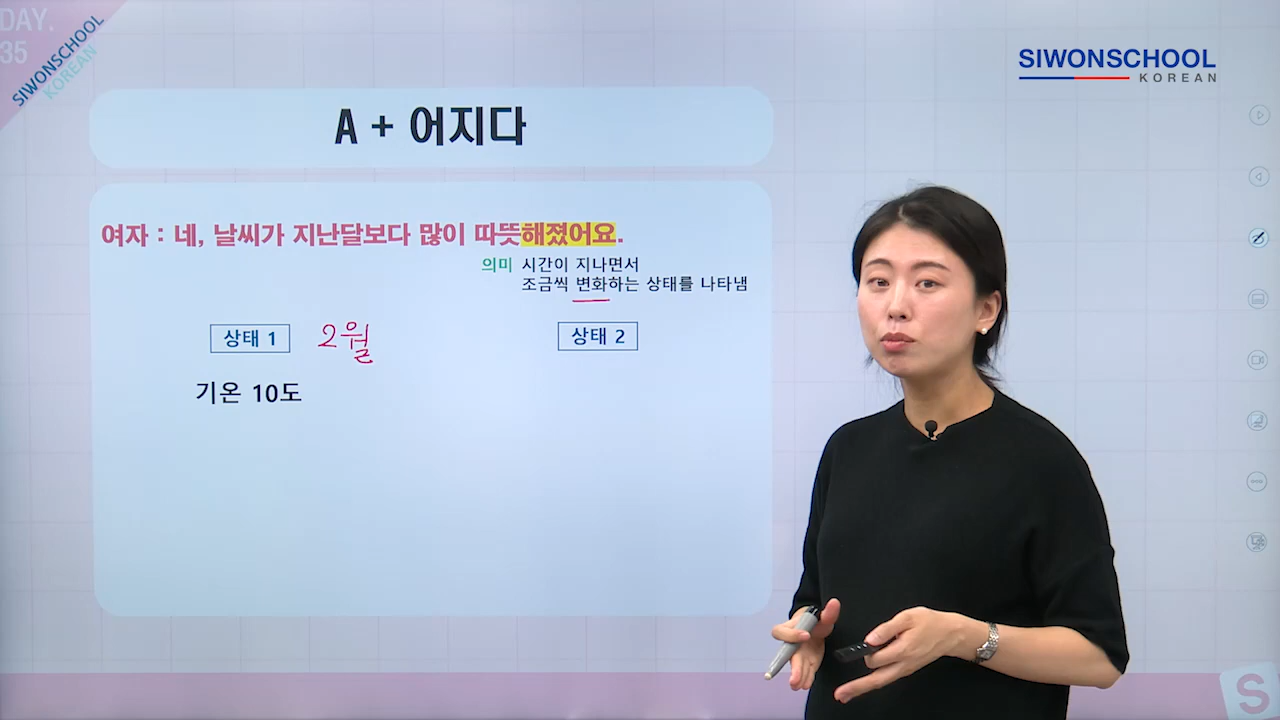 DAY.
35
SIWONSCHOOL
KOREAN
SIWONSCHOOL
KOREAN
A + 어지다
여자 : 네, 날씨가 지난달보다 많이 따뜻해졌어요.
의미 시간이 지나면서
조금씩 변화하는 상태를 나타냄
상태 1 2월 상태 2
기온 10도
S